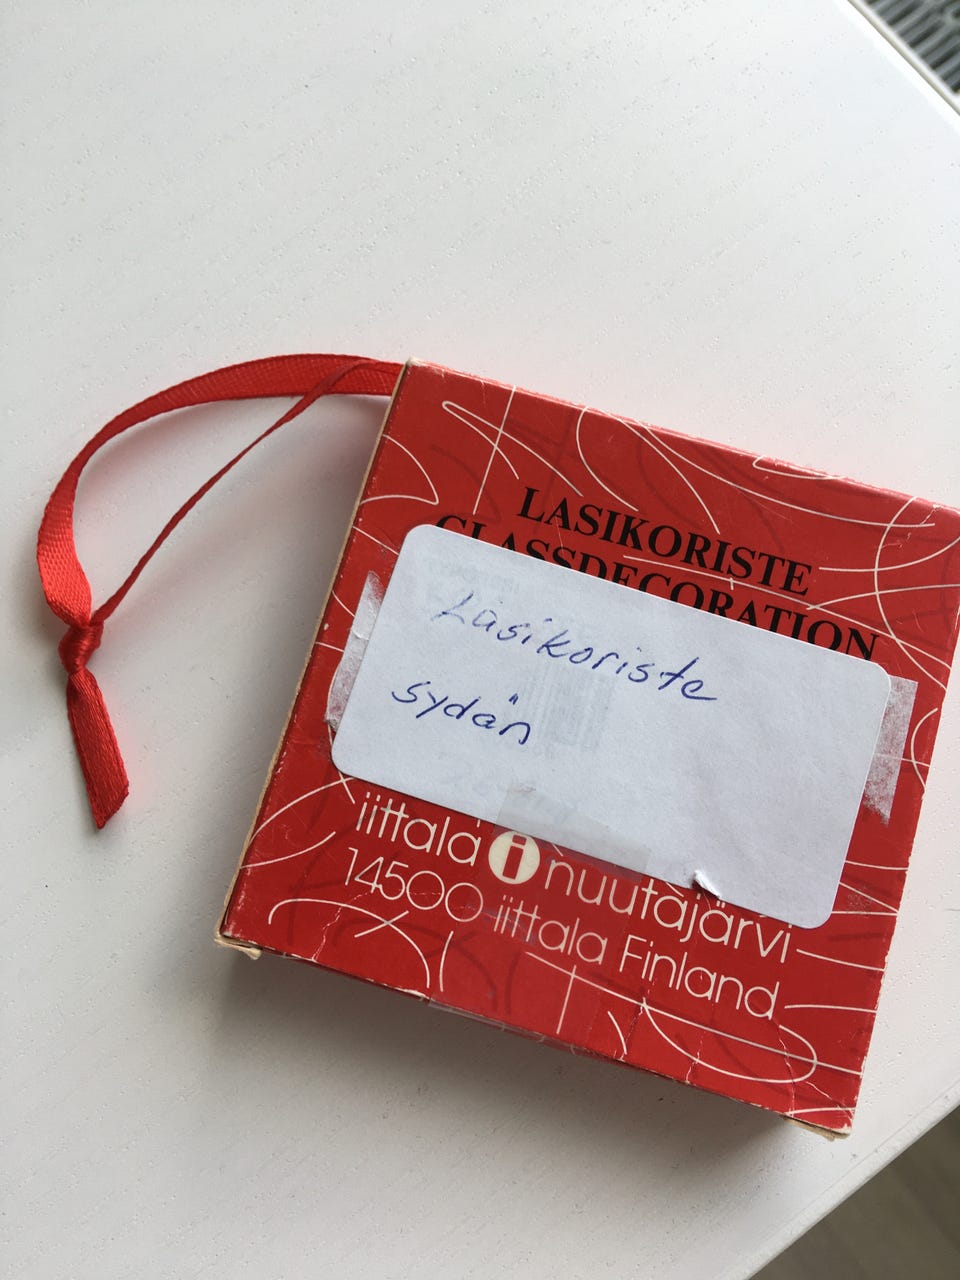 LASIKORISTE
GLASSDECORATION
Lasikoriste
sydän
iittala i nuutajärvi
14500 iittala Finland